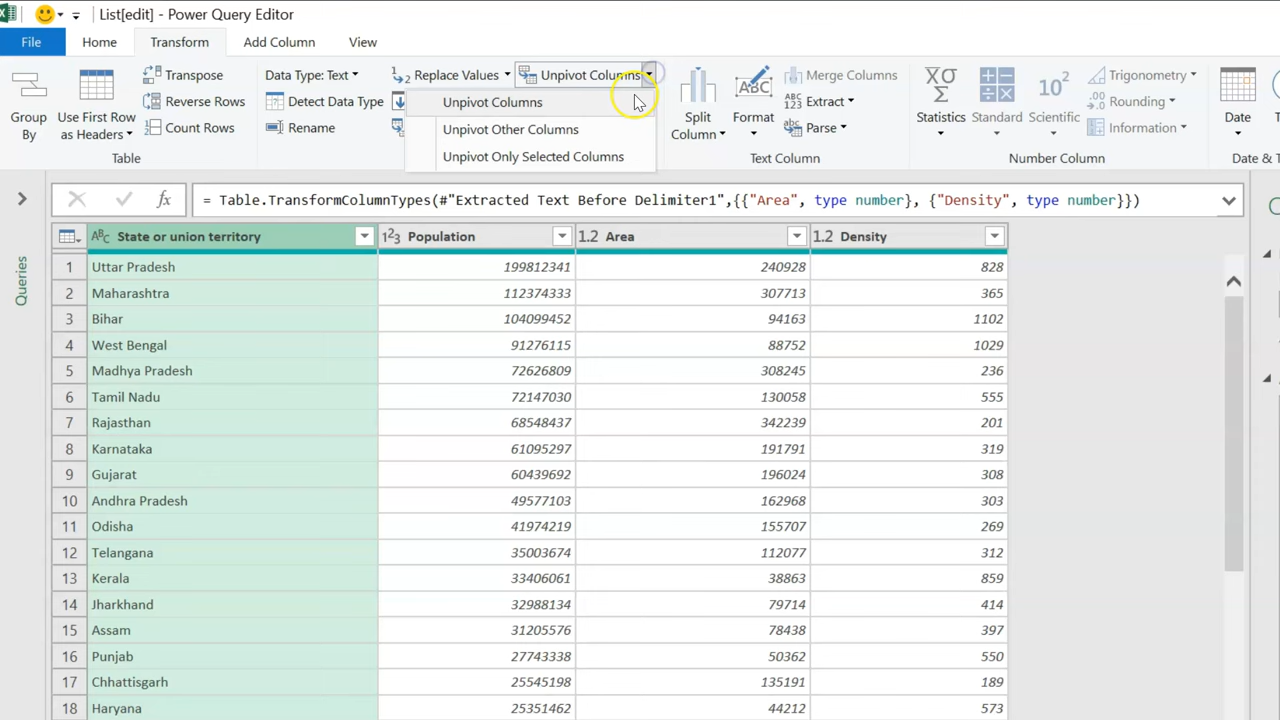 List[edit] - Power Query Editor
File Home Transform Add Column View
Transpose Data Type: Text Replace Values Unpivot Columns Merge Columns Trigonometry
Reverse Rows Detect Data Type Unpivot Columns Extract Rounding
Group By Use First Row as Headers Count Rows Rename Unpivot Other Columns Split Column Format Parse Statistics Standard Scientific Information Date
Unpivot Only Selected Columns
Table Text Column Number Column Date & T
= Table.TransformColumnTypes(#"Extracted Text Before Delimiter1",{{"Area", type number}, {"Density", type number}})
State or union territory Population Area Density
1 Uttar Pradesh 199812341 240928 828
2 Maharashtra 112374333 307713 365
3 Bihar 104099452 94163 1102
4 West Bengal 91276115 88752 1029
5 Madhya Pradesh 72626809 308245 236
6 Tamil Nadu 72147030 130058 555
7 Rajasthan 68548437 342239 201
8 Karnataka 61095297 191791 319
9 Gujarat 60439692 196024 308
10 Andhra Pradesh 49577103 162968 303
11 Odisha 41974219 155707 269
12 Telangana 35003674 112077 312
13 Kerala 33406061 38863 859
14 Jharkhand 32988134 79714 414
15 Assam 31205576 78438 397
16 Punjab 27743338 50362 550
17 Chhattisgarh 25545198 135191 189
18 Haryana 25351462 44212 573
Queries